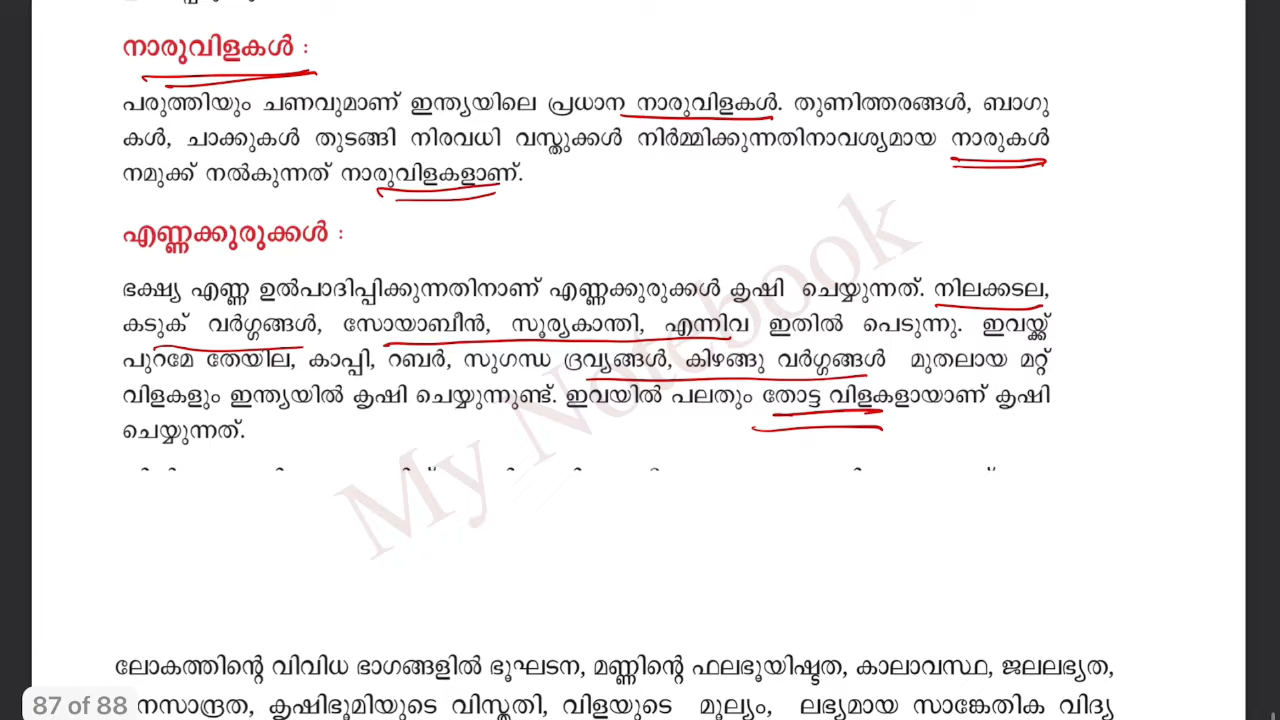 നാരുവിളകൾ :
പരുത്തിയും ചണവുമാണ് ഇന്ത്യയിലെ പ്രധാന നാരുവിളകൾ. തുണിത്തരങ്ങൾ, ബാഗു
കൾ, ചാക്കുകൾ തുടങ്ങി നിരവധി വസ്തുക്കൾ നിർമ്മിക്കുന്നതിനാവശ്യമായ നാരുകൾ
നമുക്ക് നൽകുന്നത് നാരുവിളകളാണ്.
എണ്ണക്കുരുക്കൾ :
ഭക്ഷ്യ എണ്ണ ഉൽപാദിപ്പിക്കുന്നതിനാണ് എണ്ണക്കുരുക്കൾ കൃഷി ചെയ്യുന്നത്. നിലക്കടല,
കടുക് വർഗ്ഗങ്ങൾ, സോയാബീൻ, സൂര്യകാന്തി, എന്നിവ ഇതിൽ പെടുന്നു. ഇവയ്ക്ക്
പുറമേ തേയില, കാപ്പി, റബർ, സുഗന്ധ ദ്രവ്യങ്ങൾ, കിഴങ്ങു വർഗ്ഗങ്ങൾ മുതലായ മറ്റ്
വിളകളും ഇന്ത്യയിൽ കൃഷി ചെയ്യുന്നുണ്ട്. ഇവയിൽ പലതും തോട്ട വിളകളായാണ് കൃഷി
ചെയ്യുന്നത്.
My Notebook
ലോകത്തിന്റെ വിവിധ ഭാഗങ്ങളിൽ ഭൂഘടന, മണ്ണിന്റെ ഫലഭൂയിഷ്ടത, കാലാവസ്ഥ, ജലലഭ്യത,
കൃഷിഭൂമിയുടെ വിസ്തൃതി, വിളയുടെ മൂല്യം, ലഭ്യമായ സാങ്കേതിക വിദ്യ
87 of 88